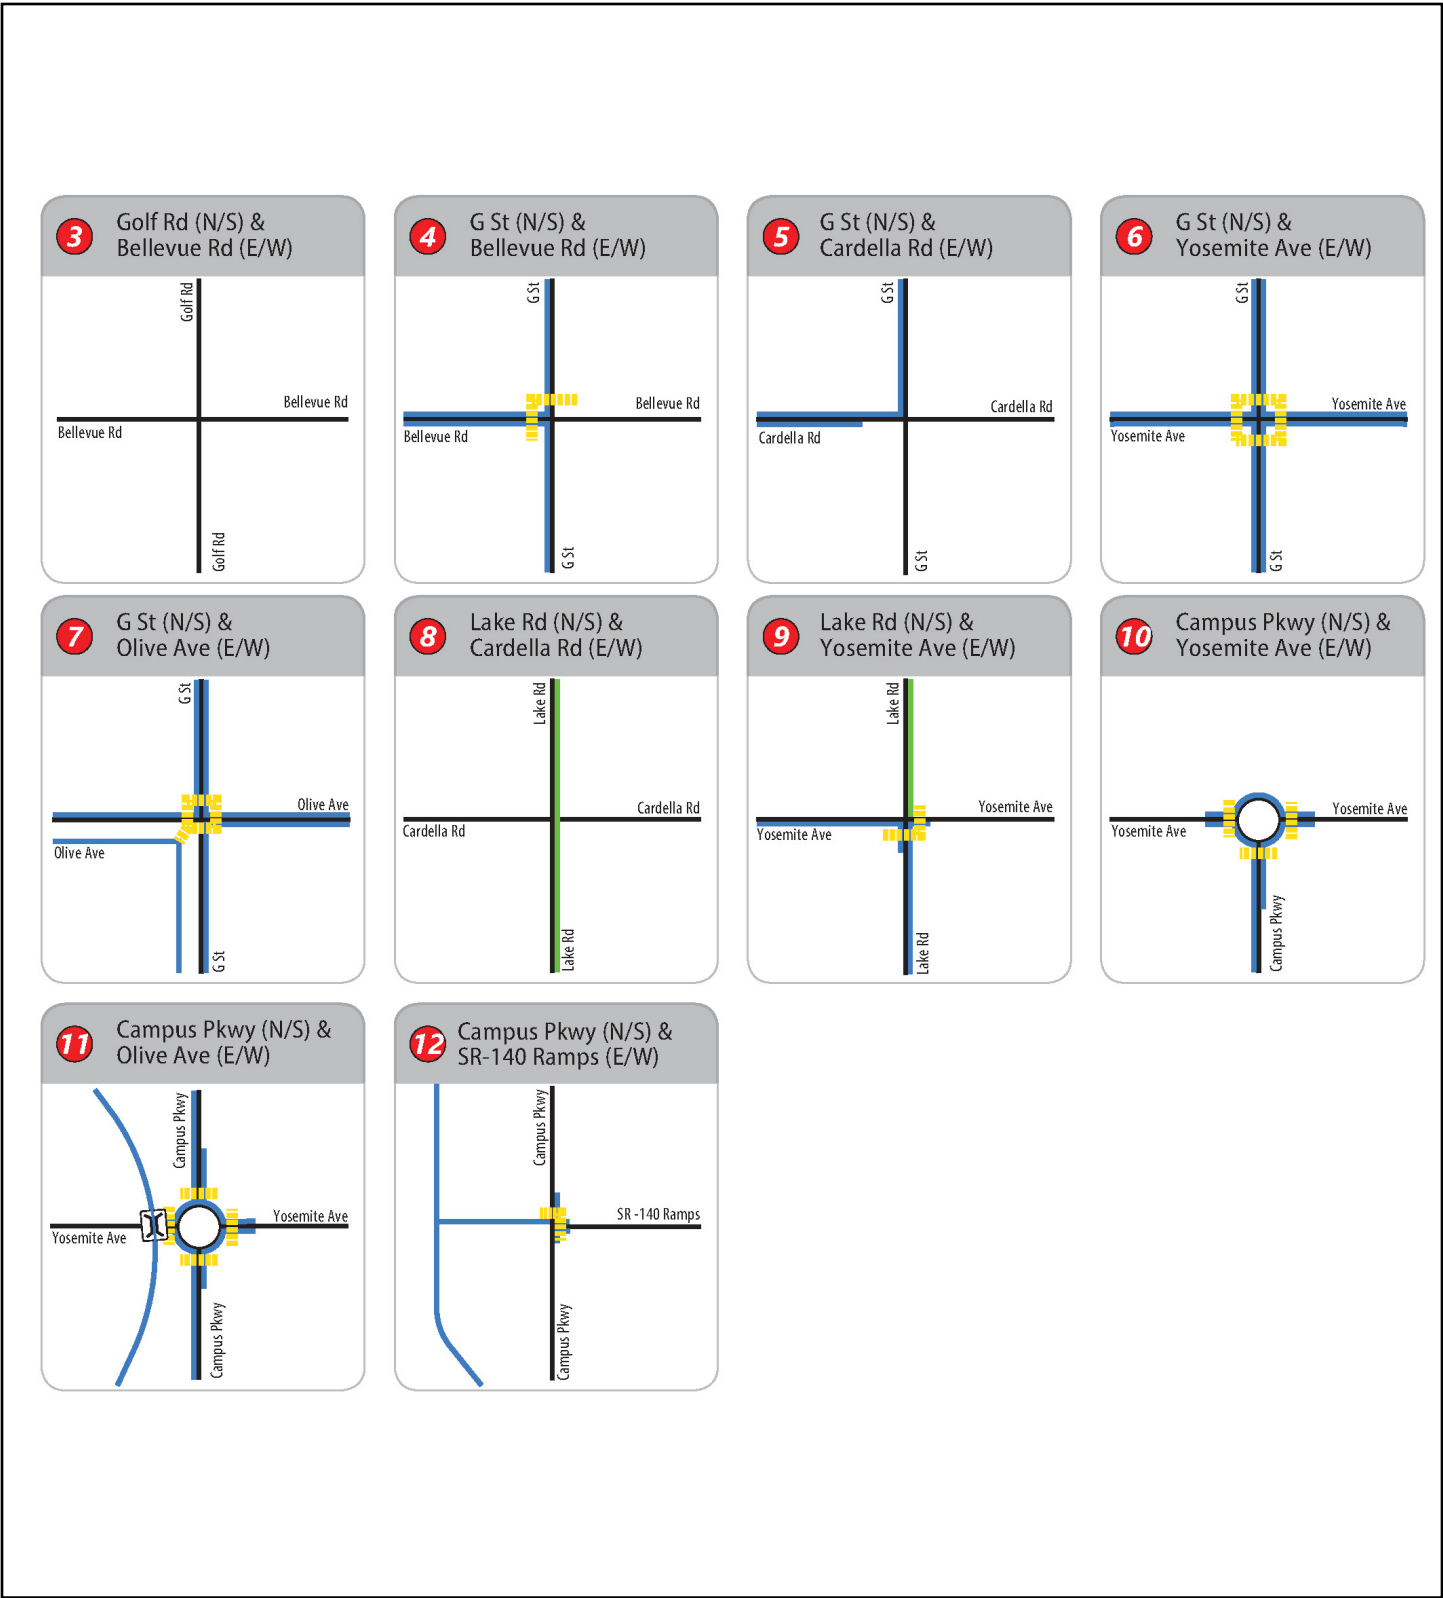 3
Golf Rd (N/S) &
Bellevue Rd (E/W)
Golf Rd
Bellevue Rd
Bellevue Rd
Golf Rd
4
G St (N/S) &
Bellevue Rd (E/W)
G St
Bellevue Rd
Bellevue Rd
G St
5
G St (N/S) &
Cardella Rd (E/W)
G St
Cardella Rd
Cardella Rd
G St
6
G St (N/S) &
Yosemite Ave (E/W)
G St
Yosemite Ave
Yosemite Ave
G St
7
G St (N/S) &
Olive Ave (E/W)
G St
Olive Ave
Olive Ave
G St
8
Lake Rd (N/S) &
Cardella Rd (E/W)
Lake Rd
Cardella Rd
Cardella Rd
Lake Rd
9
Lake Rd (N/S) &
Yosemite Ave (E/W)
Lake Rd
Yosemite Ave
Yosemite Ave
Lake Rd
10
Campus Pkwy (N/S) &
Yosemite Ave (E/W)
Yosemite Ave
Yosemite Ave
Campus Pkwy
11
Campus Pkwy (N/S) &
Olive Ave (E/W)
Campus Pkwy
Yosemite Ave
Yosemite Ave
Campus Pkwy
12
Campus Pkwy (N/S) &
SR-140 Ramps (E/W)
Campus Pkwy
SR -140 Ramps
Campus Pkwy